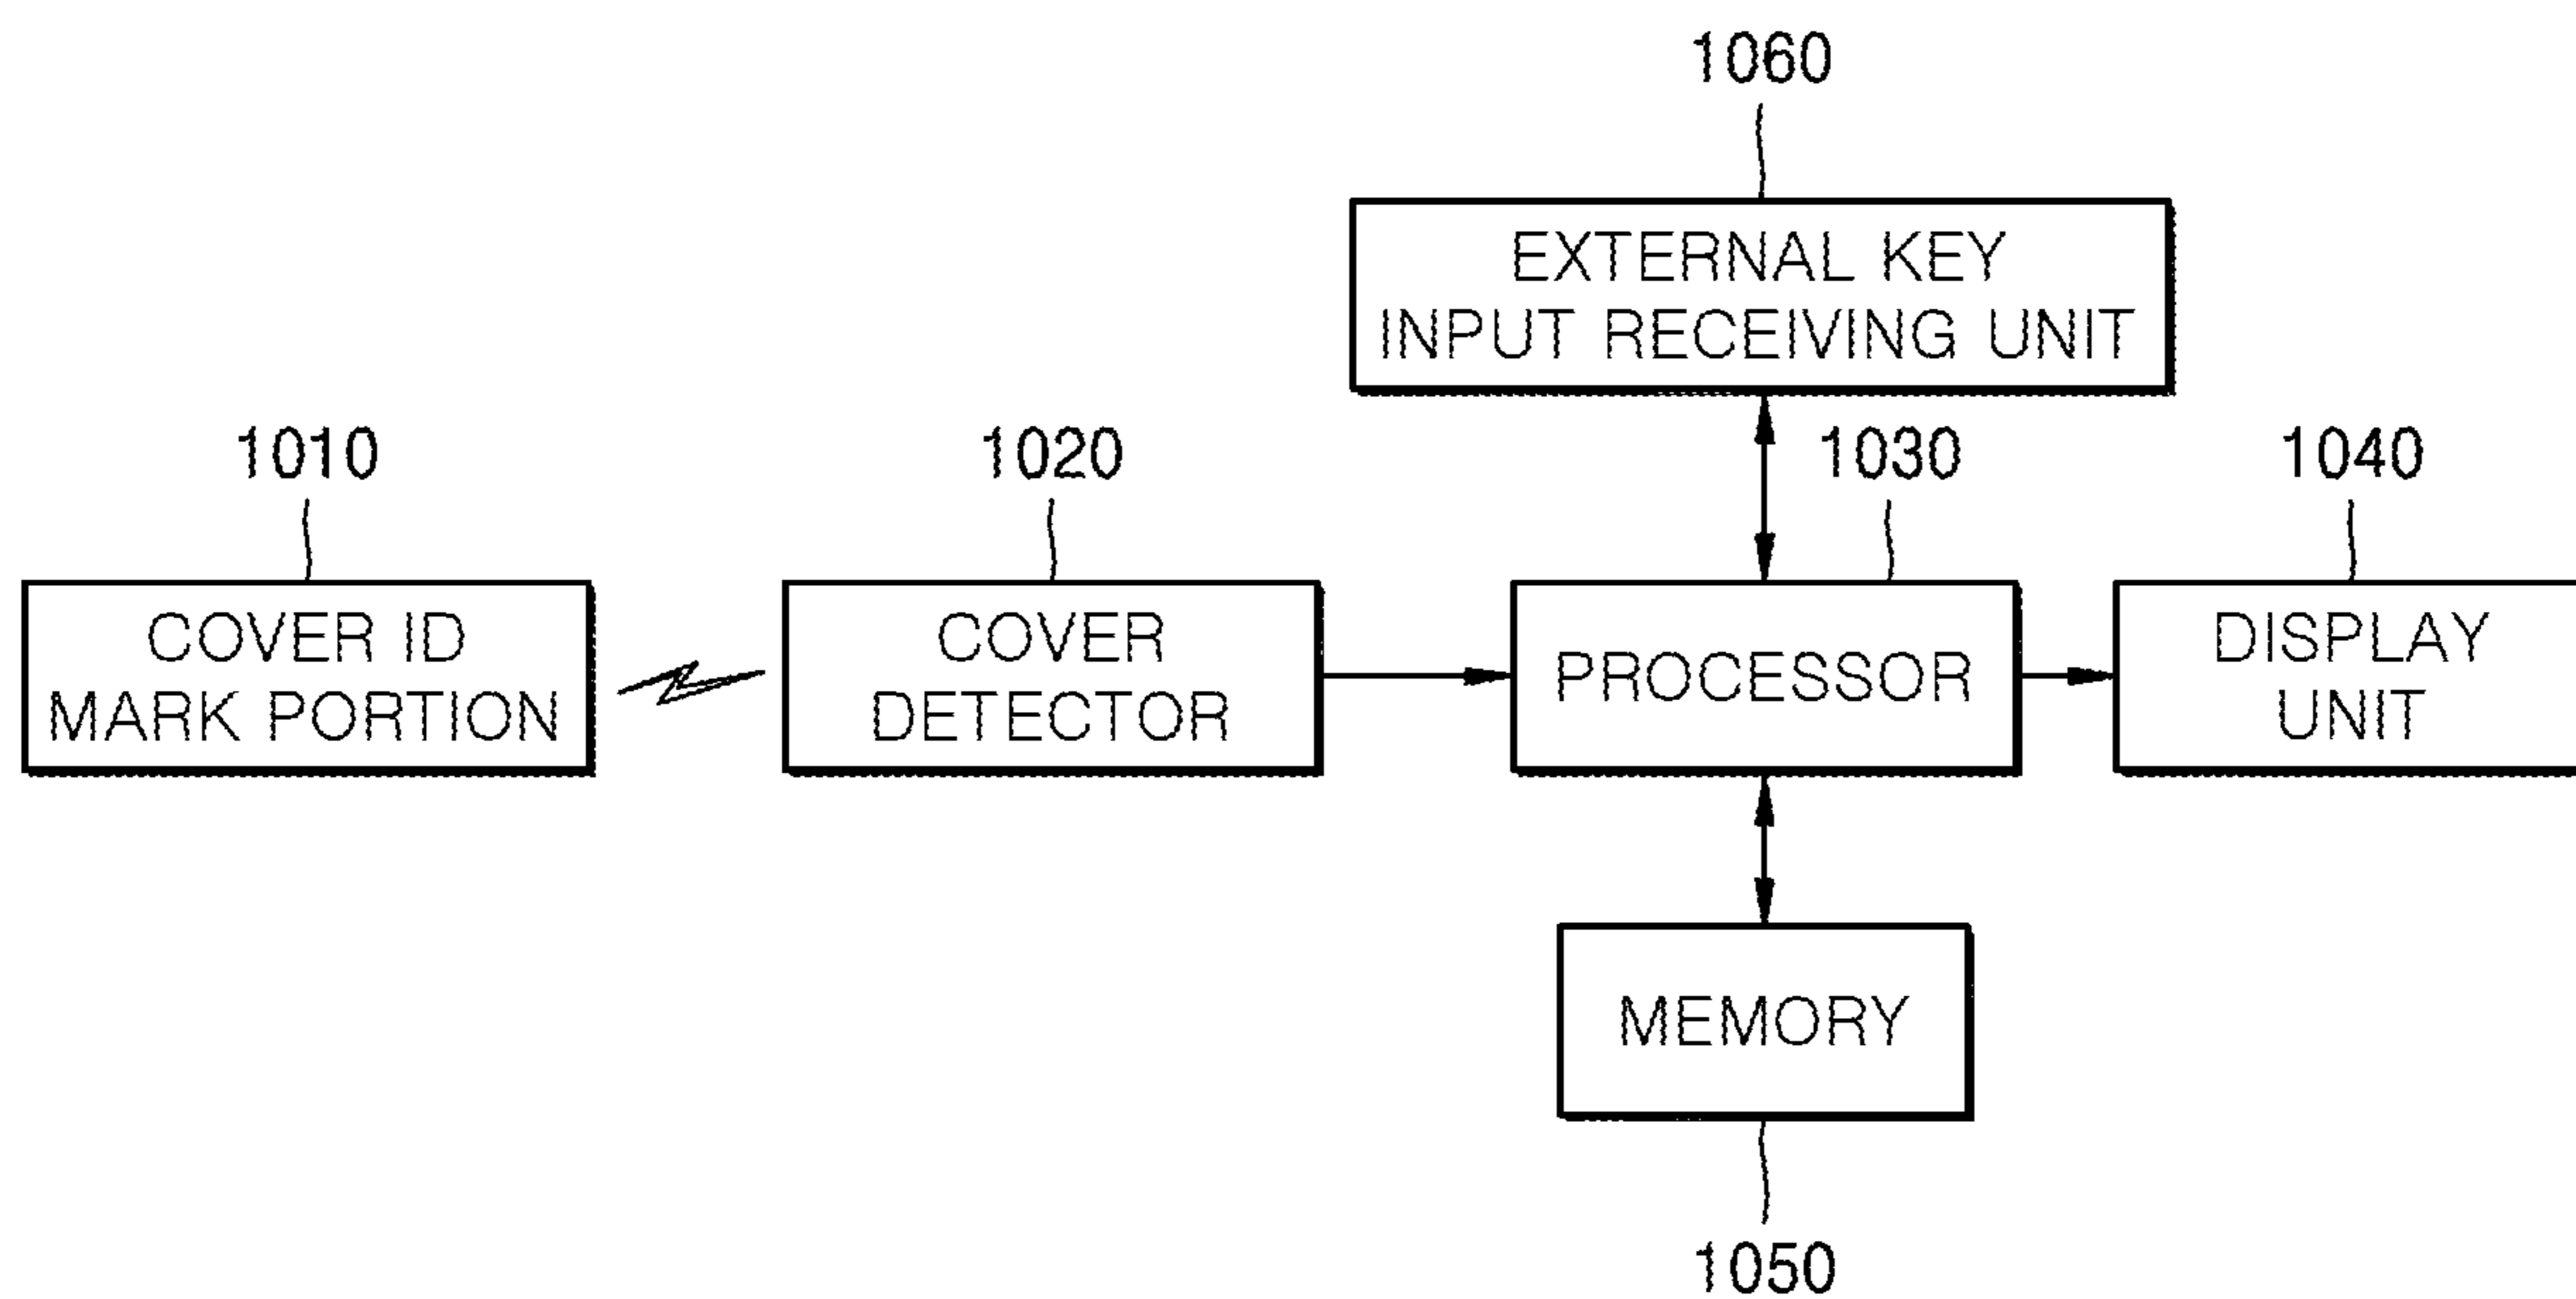 1060
EXTERNAL KEY
INPUT RECEIVING UNIT
1010
1020
1030
1040
COVER ID
MARK PORTION
COVER
DETECTOR
PROCESSOR
DISPLAY
UNIT
MEMORY
1050